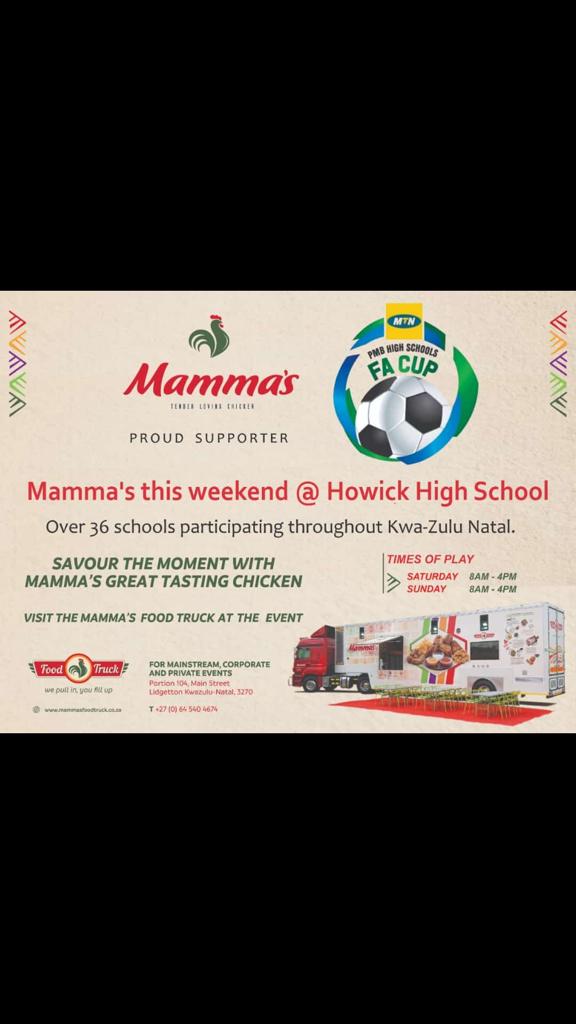 Mamma's
TENDER LOVING CHICKEN
PROUD SUPPORTER
MTN
PMB HIGH SCHOOLS
FA CUP
Mamma's this weekend @ Howick High School
Over 36 schools participating throughout Kwa-Zulu Natal.
SAVOUR THE MOMENT WITH
MAMMA'S GREAT TASTING CHICKEN
VISIT THE MAMMA'S FOOD TRUCK AT THE EVENT
TIMES OF PLAY
SATURDAY 8AM - 4PM
SUNDAY 8AM - 4PM
Food Truck
we pull in, you fill up
www.mammasfoodtruck.co.za
FOR MAINSTREAM, CORPORATE
AND PRIVATE EVENTS
Portion 104, Main Street
Lidgetton Kwazulu-Natal, 3270
T +27 (0) 64 540 4674
Mamma's